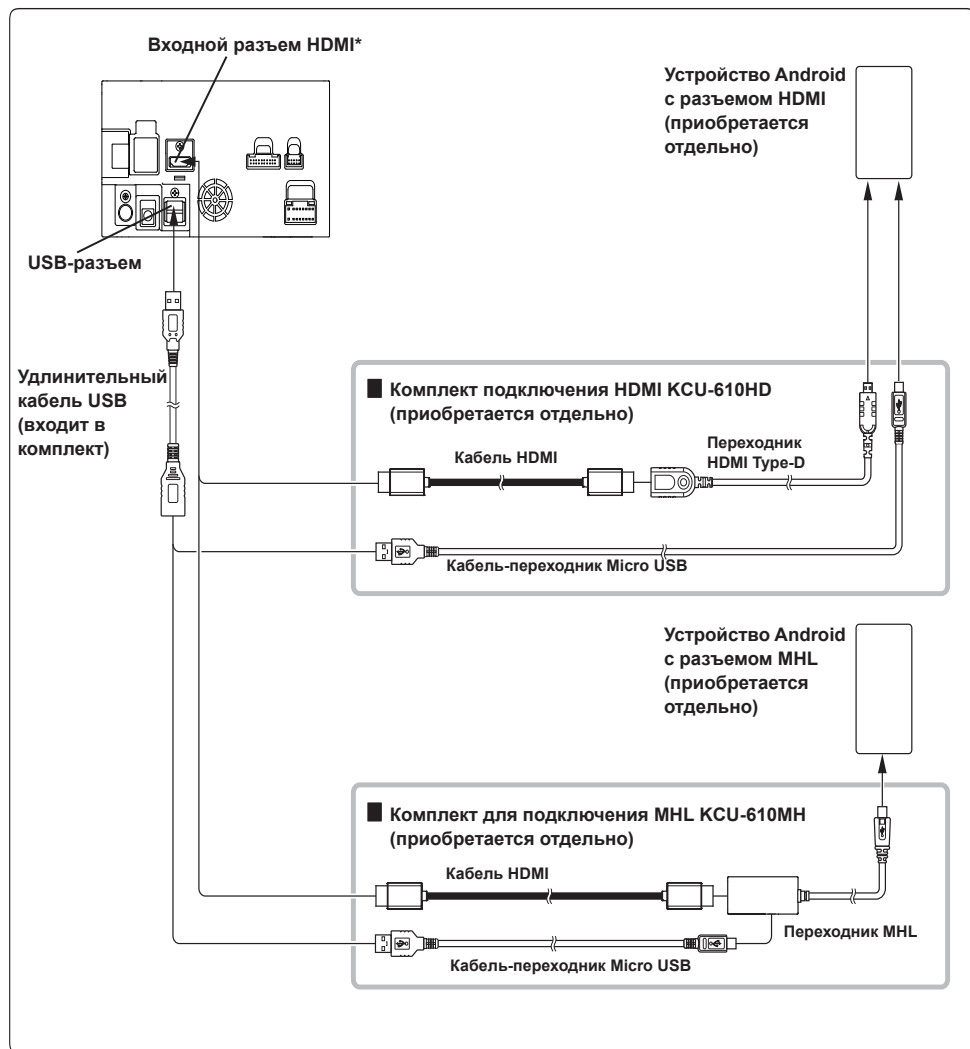 Входной разъем HDMI*
Устройство Android
с разъемом HDMI
(приобретается
отдельно)
USB-разъем
Удлинительный
кабель USB
(входит в
комплект)
Комплект подключения HDMI KCU-610HD
(приобретается отдельно)
Кабель HDMI
Переходник
HDMI Type-D
Кабель-переходник Micro USB
Устройство Android
с разъемом MHL
(приобретается
отдельно)
Комплект для подключения MHL KCU-610MH
(приобретается отдельно)
Кабель HDMI
Переходник MHL
Кабель-переходник Micro USB